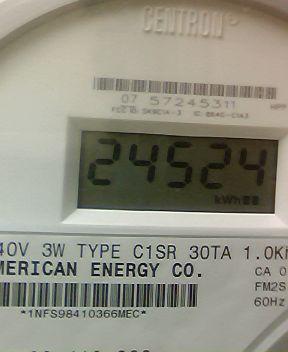 CENTRON
07 57245311
24524
kWh
40V 3W TYPE C1SR 30TA 1.0K
MERICAN ENERGY CO.
CA 0
FM2S
60Hz
*1NFS98410366MEC*